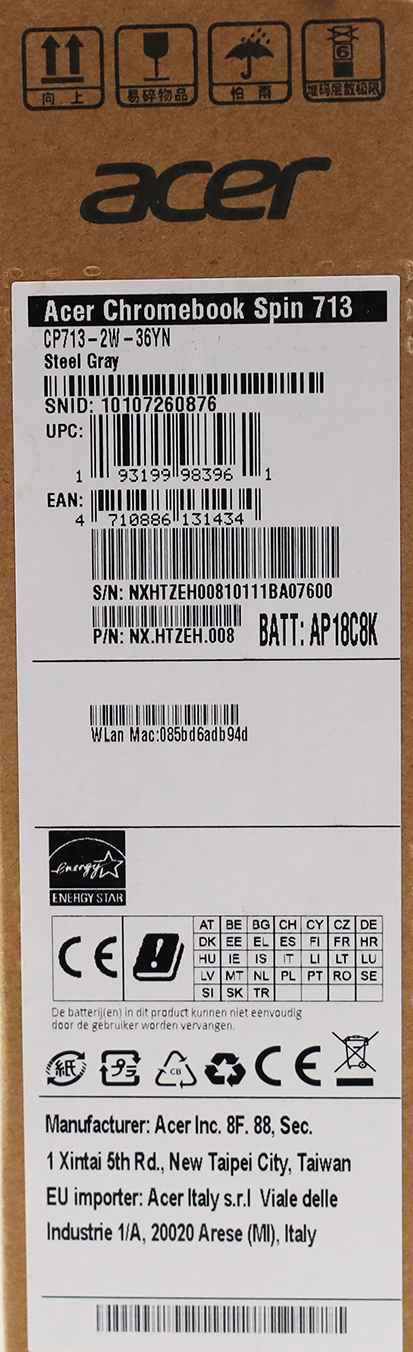 向 上
易碎物品
怕 雨
6
堆码层数极限
acer
Acer Chromebook Spin 713
CP713-2W-36YN
Steel Gray
SNID: 10107260876
UPC:
1 93199 98396 1
EAN:
4 710886 131434
S/N: NXHTZEH00810111BA07600
P/N: NX.HTZEH.008
BATT: AP18C8K
WLan Mac:085bd6adb94d
energy
ENERGY STAR
CE
AT BE BG CH CY CZ DE
DK EE EL ES FI FR HR
HU IE IS IT LI LT LU
LV MT NL PL PT RO SE
SI SK TR
De batterij(en) in dit product kunnen niet eenvoudig
door de gebruiker worden vervangen.
紙 プラ CB CE
Manufacturer: Acer Inc. 8F. 88, Sec.
1 Xintai 5th Rd., New Taipei City, Taiwan
EU importer: Acer Italy s.r.l Viale delle
Industrie 1/A, 20020 Arese (MI), Italy